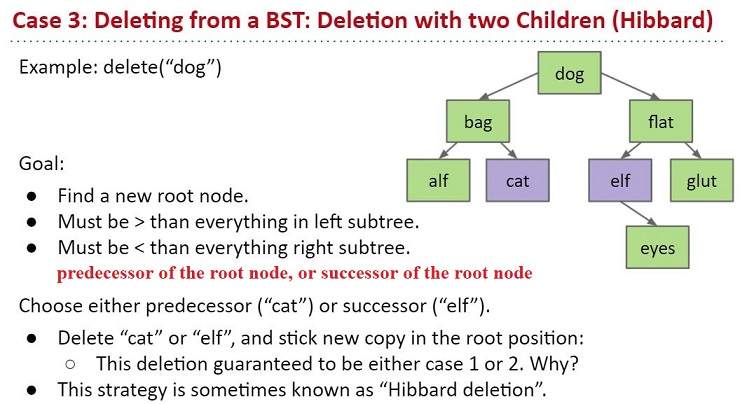 Case 3: Deleting from a BST: Deletion with two Children (Hibbard)
Example: delete(“dog”)
dog
bag
flat
alf
cat
elf
glut
eyes
Goal:
● Find a new root node.
● Must be > than everything in left subtree.
● Must be < than everything right subtree.
predecessor of the root node, or successor of the root node
Choose either predecessor (“cat”) or successor (“elf”).
● Delete “cat” or “elf”, and stick new copy in the root position:
○ This deletion guaranteed to be either case 1 or 2. Why?
● This strategy is sometimes known as “Hibbard deletion”.